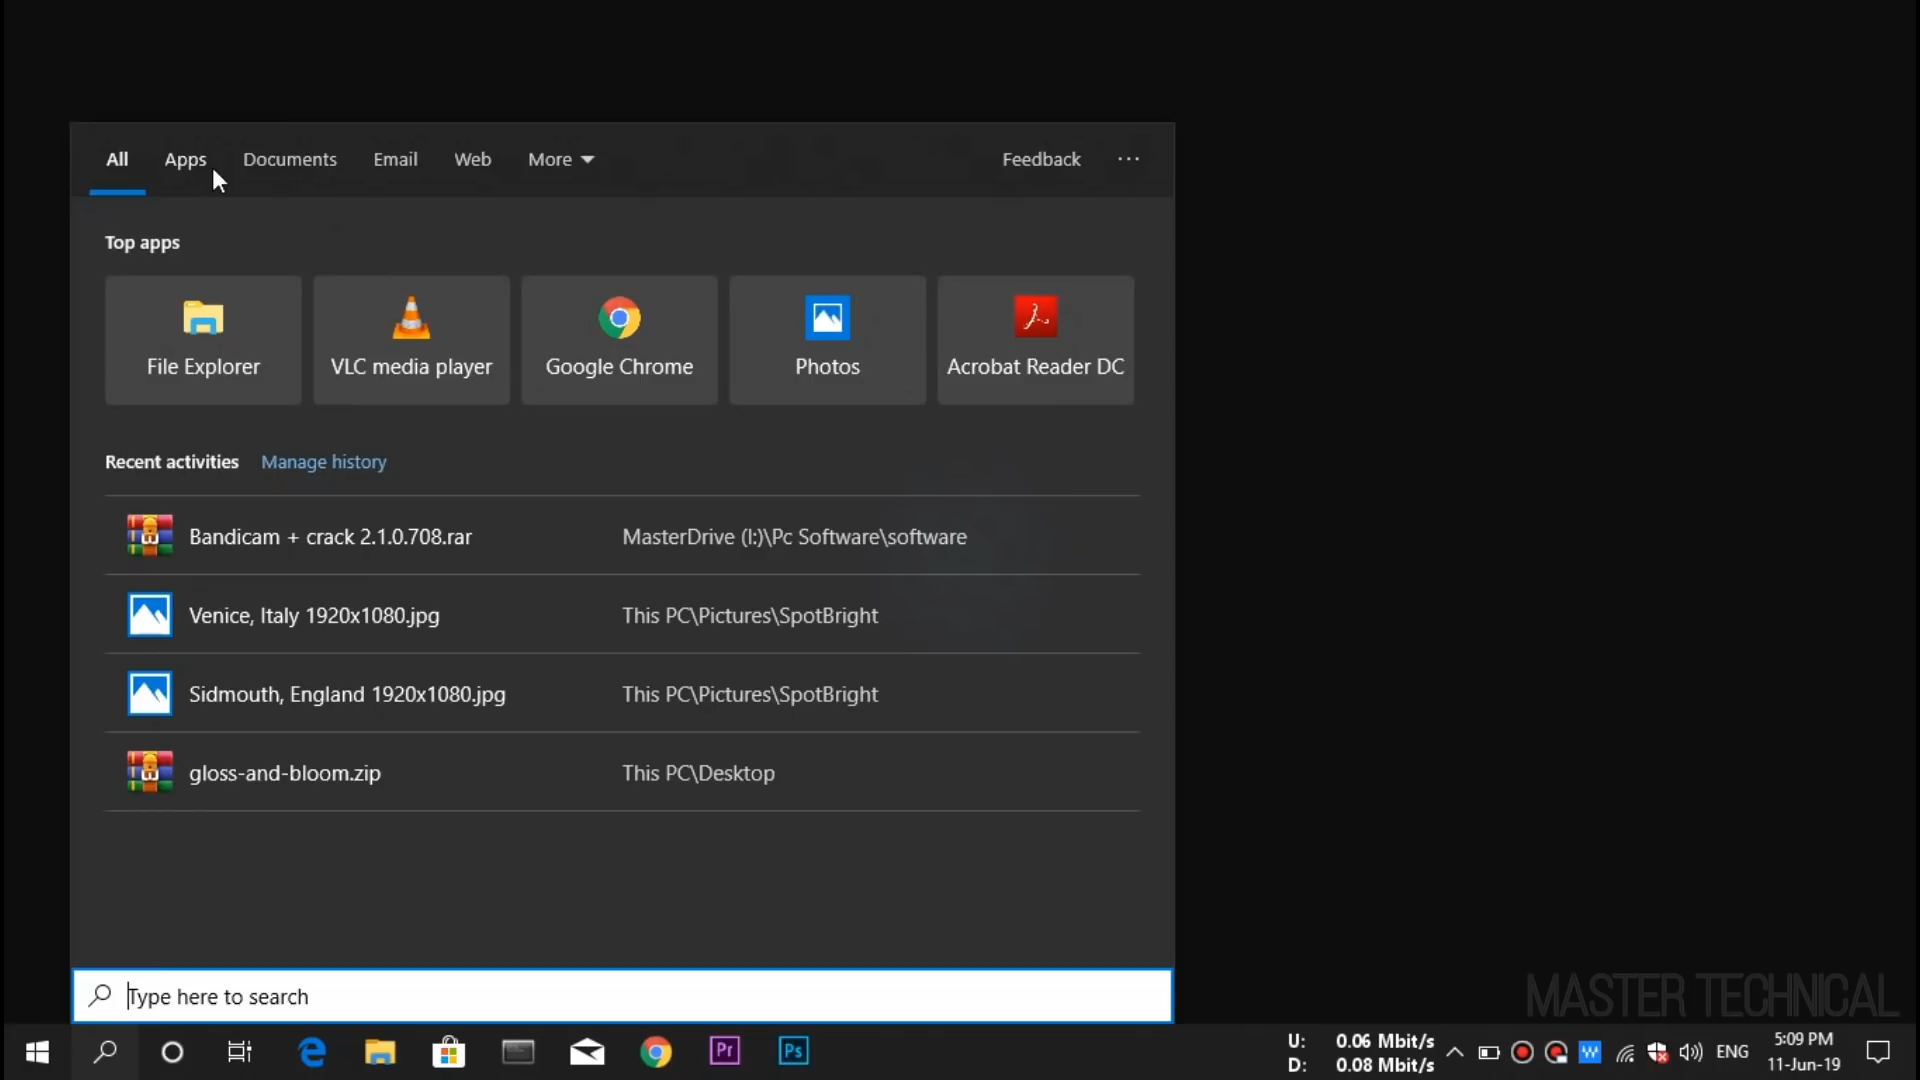 All Apps Documents Email Web More Feedback ...
Top apps
File Explorer VLC media player Google Chrome Photos Acrobat Reader DC
Recent activities Manage history
Bandicam + crack 2.1.0.708.rar MasterDrive (I:)\Pc Software\software
Venice, Italy 1920x1080.jpg This PC\Pictures\SpotBright
Sidmouth, England 1920x1080.jpg This PC\Pictures\SpotBright
gloss-and-bloom.zip This PC\Desktop
Type here to search
MASTER TECHNICAL
Pr Ps
U: 0.06 Mbit/s
D: 0.08 Mbit/s
W
ENG
5:09 PM
11-Jun-19